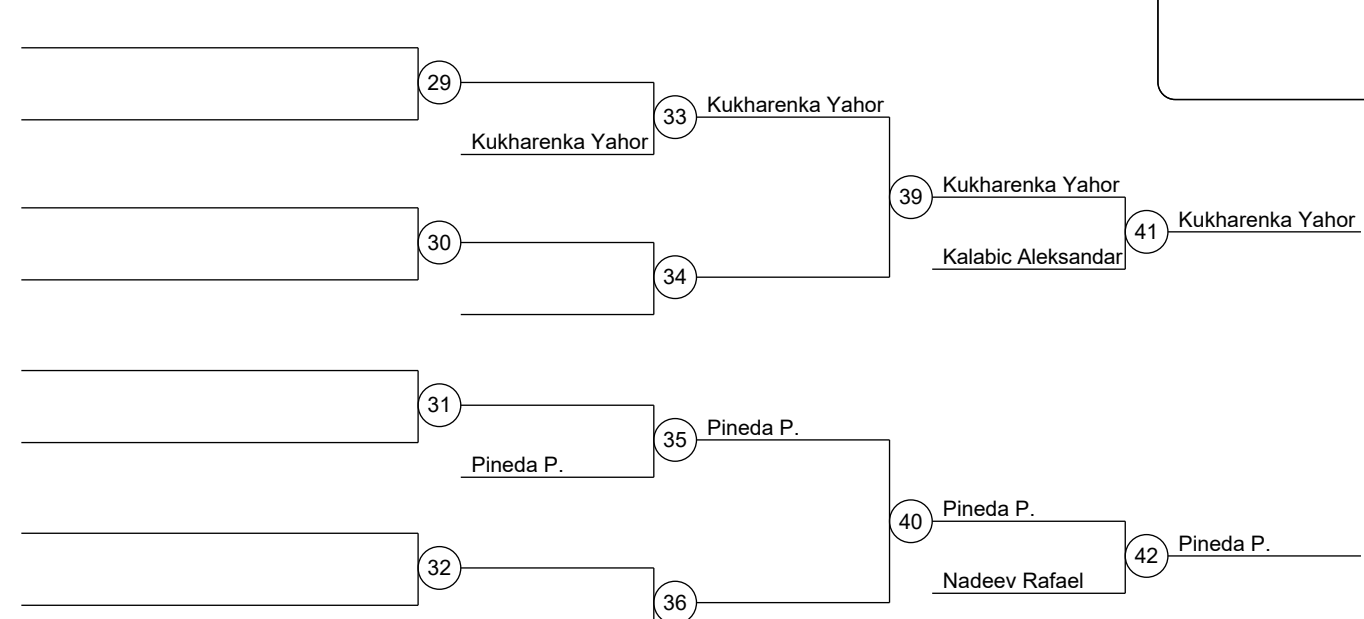 29
33
Kukharenka Yahor
Kukharenka Yahor
39
Kukharenka Yahor
41
Kukharenka Yahor
Kalabic Aleksandar
30
34
31
35
Pineda P.
Pineda P.
40
Pineda P.
42
Pineda P.
Nadeev Rafael
32
36